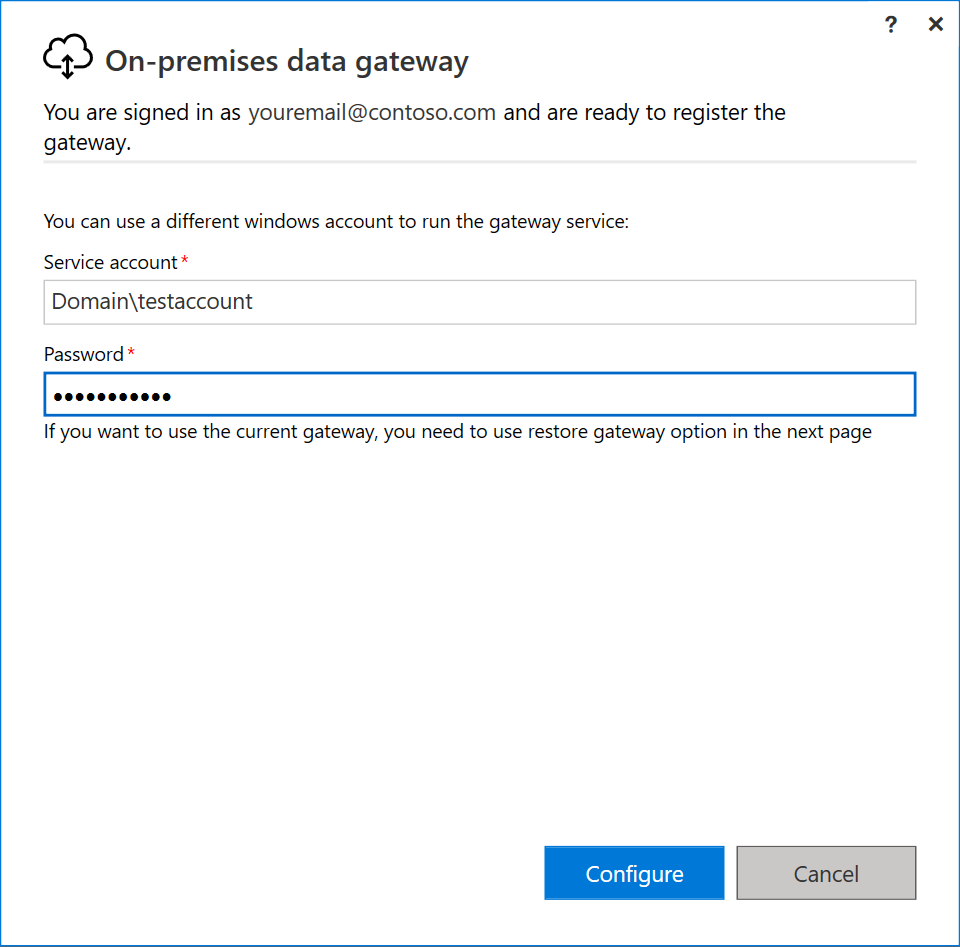 ? ×
On-premises data gateway
You are signed in as youremail@contoso.com and are ready to register the
gateway.
You can use a different windows account to run the gateway service:
Service account*
Domain\testaccount
Password*
●●●●●●●●●●●
If you want to use the current gateway, you need to use restore gateway option in the next page
Configure Cancel